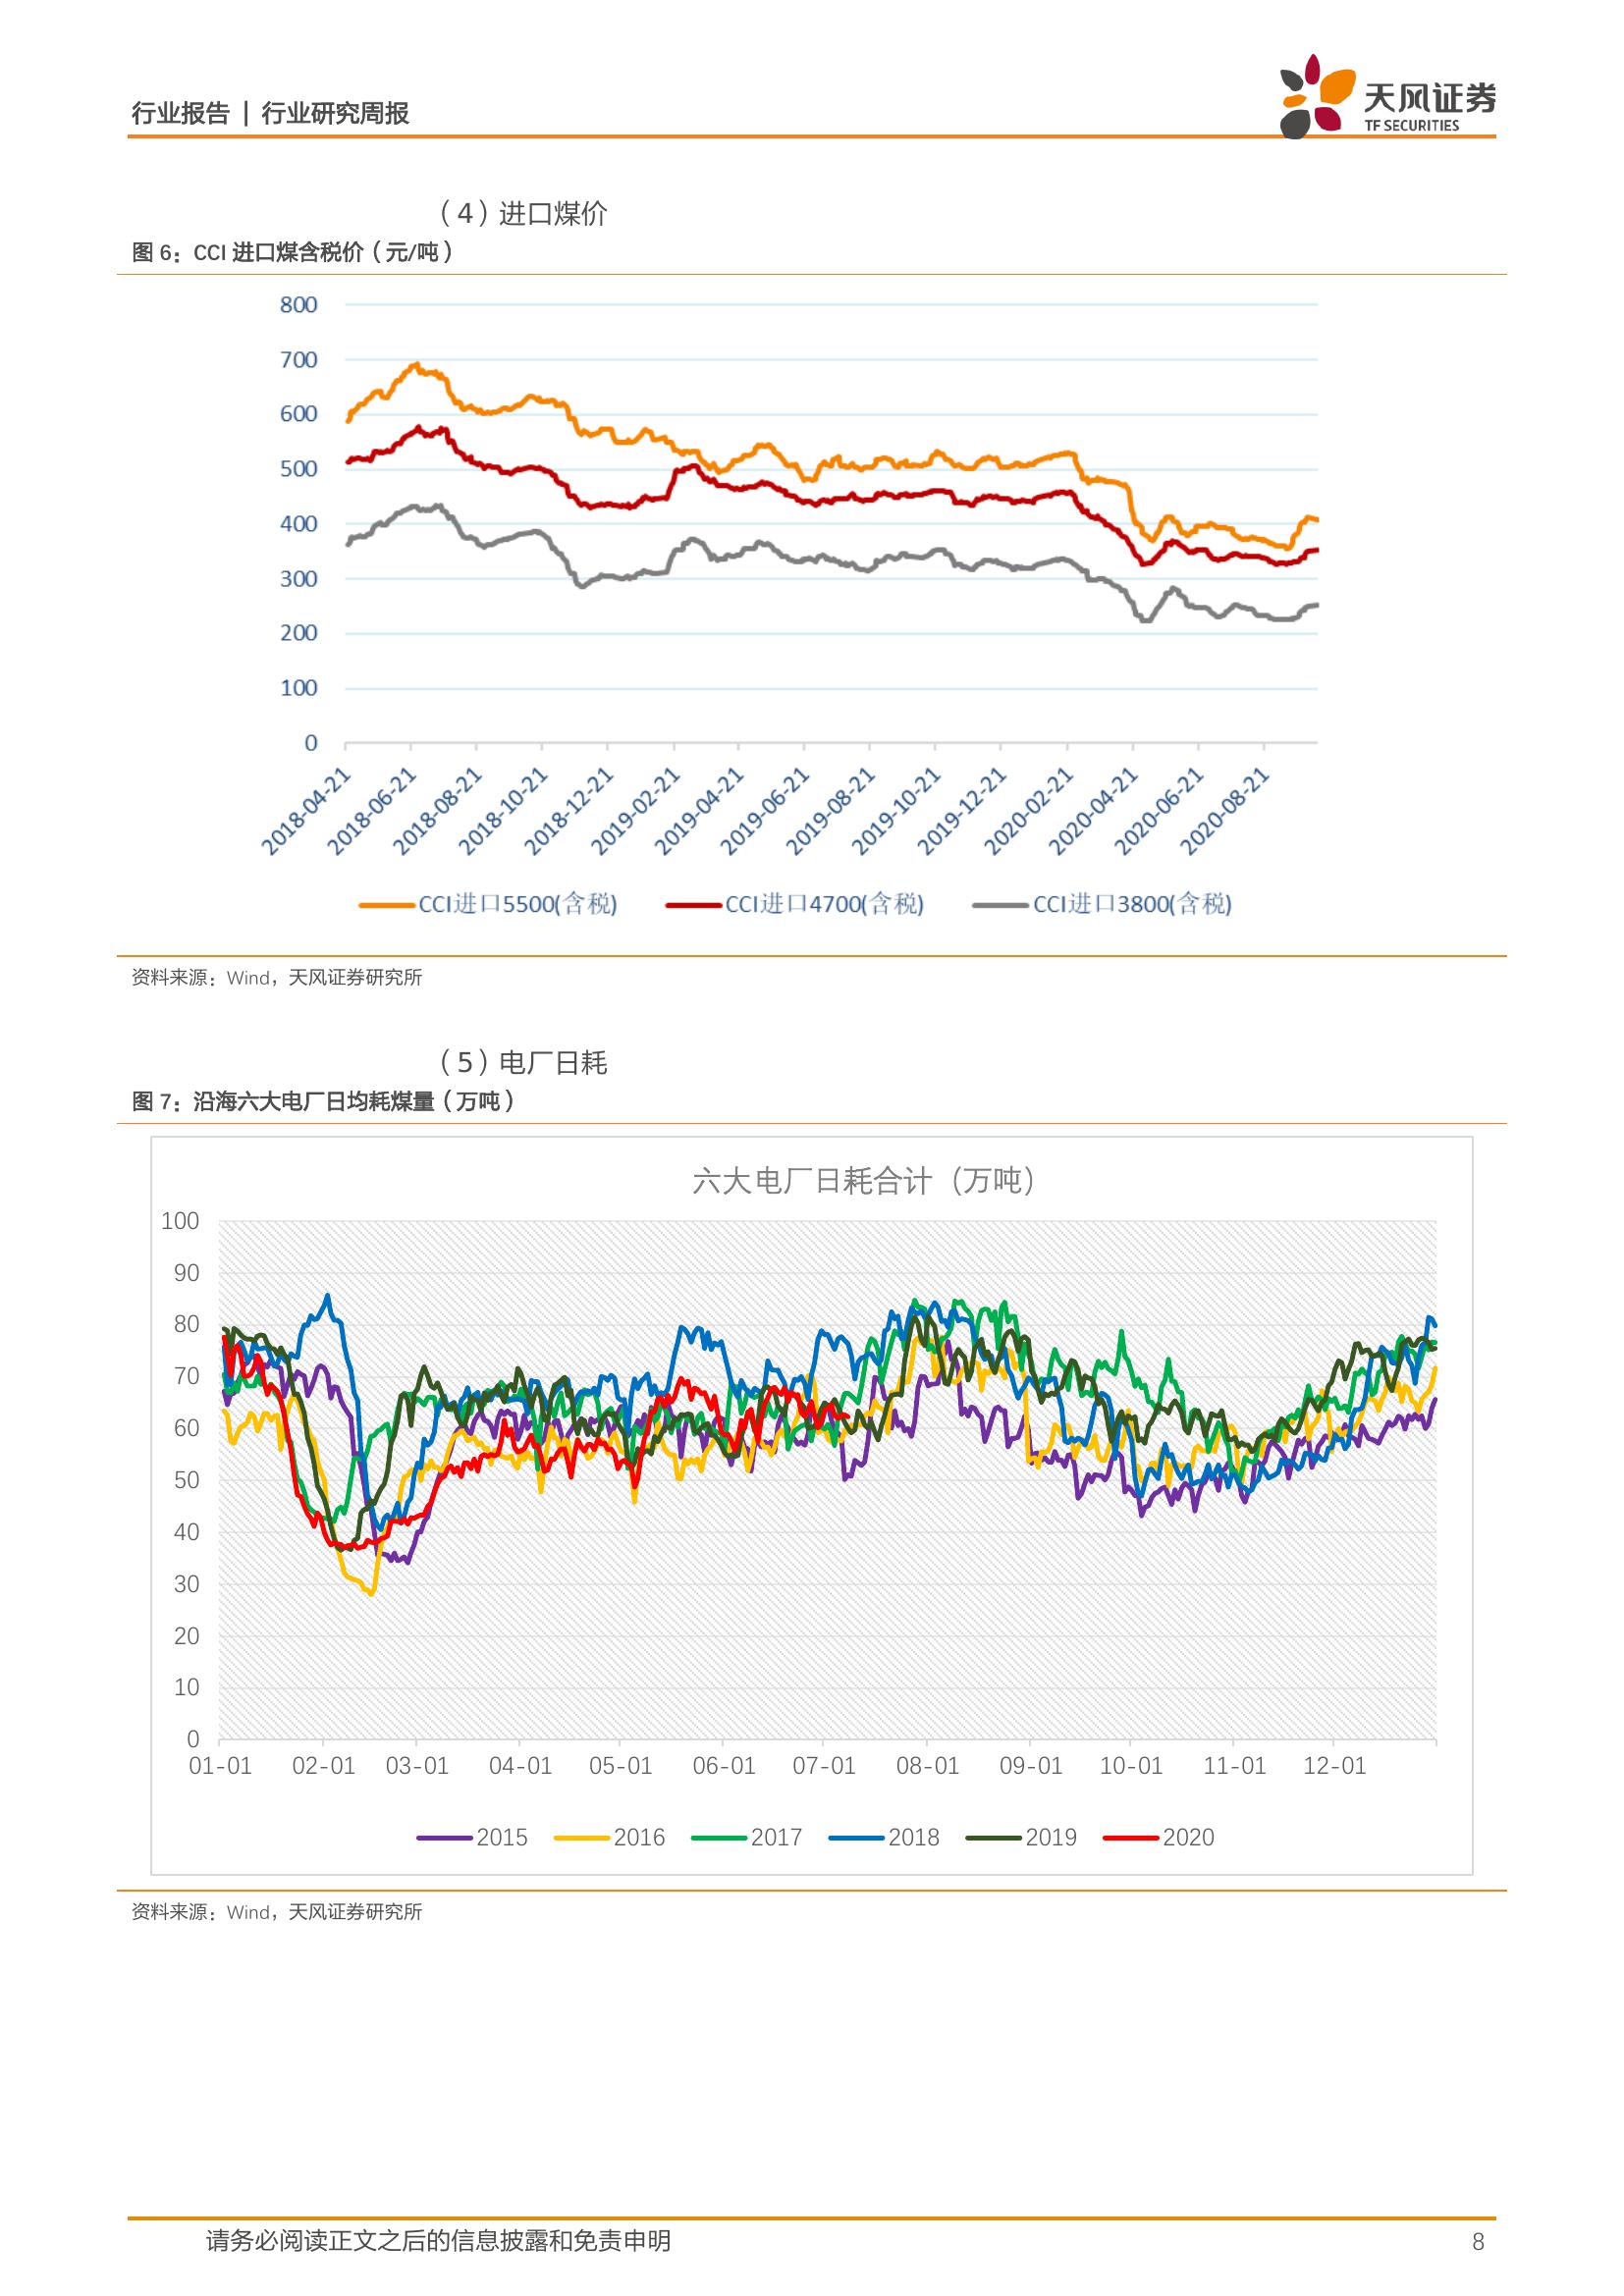 行业报告 | 行业研究周报
天风证券
TF SECURITIES
（4）进口煤价
图 6：CCI 进口煤含税价（元/吨）
800
700
600
500
400
300
200
100
0
2018-04-21
2018-06-21
2018-08-21
2018-10-21
2018-12-21
2019-02-21
2019-04-21
2019-06-21
2019-08-21
2019-10-21
2019-12-21
2020-02-21
2020-04-21
2020-06-21
2020-08-21
CCI进口5500(含税) CCI进口4700(含税) CCI进口3800(含税)
资料来源：Wind，天风证券研究所
（5）电厂日耗
图 7：沿海六大电厂日均耗煤量（万吨）
六大电厂日耗合计（万吨）
100
90
80
70
60
50
40
30
20
10
0
01-01 02-01 03-01 04-01 05-01 06-01 07-01 08-01 09-01 10-01 11-01 12-01
2015 2016 2017 2018 2019 2020
资料来源：Wind，天风证券研究所
请务必阅读正文之后的信息披露和免责申明 8